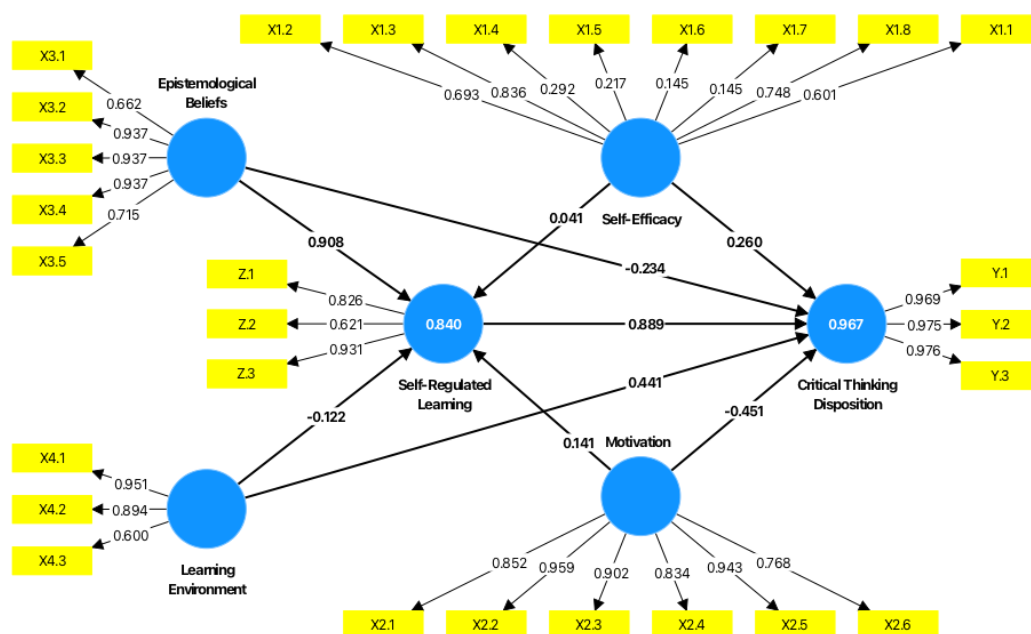 X1.2 X1.3 X1.4 X1.5 X1.6 X1.7 X1.8 X1.1
0.693 0.836 0.292 0.217 0.145 0.145 0.748 0.601
X3.1
X3.2
X3.3
X3.4
X3.5
0.662
0.937
0.937
0.937
0.715
Epistemological
Beliefs
Self-Efficacy
0.908
0.041
0.260
-0.234
Z.1
Z.2
Z.3
0.826
0.621
0.931
0.840
Self-Regulated
Learning
0.889
0.967
Critical Thinking
Disposition
0.969
0.975
0.976
Y.1
Y.2
Y.3
-0.122
0.441
0.141
-0.451
Motivation
X4.1
X4.2
X4.3
0.951
0.894
0.600
Learning
Environment
0.852 0.959 0.902 0.834 0.943 0.768
X2.1 X2.2 X2.3 X2.4 X2.5 X2.6